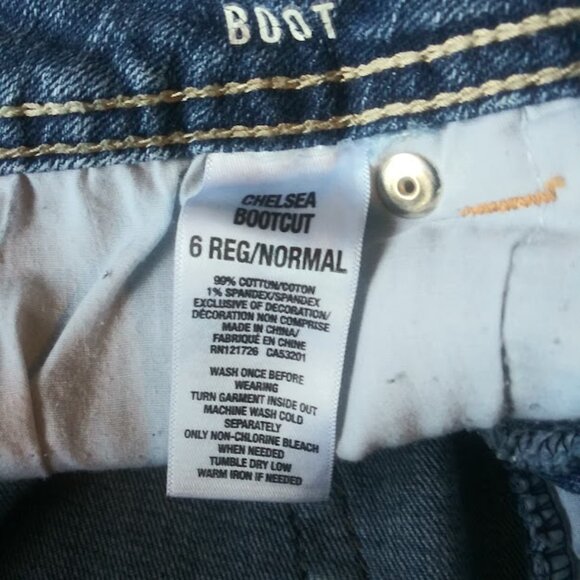 BOOT
CHELSEA
BOOTCUT
6 REG/NORMAL
99% COTTON/COTON
1% SPANDEX/SPANDEX
EXCLUSIVE OF DECORATION/
DÉCORATION NON COMPRISE
MADE IN CHINA/
FABRIQUÉ EN CHINE
RN121726 CA53201
WASH ONCE BEFORE
WEARING
TURN GARMENT INSIDE OUT
MACHINE WASH COLD
SEPARATELY
ONLY NON-CHLORINE BLEACH
WHEN NEEDED
TUMBLE DRY LOW
WARM IRON IF NEEDED